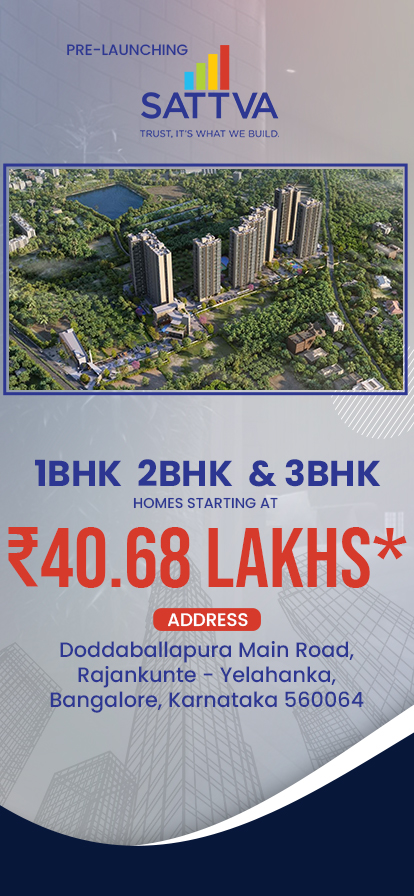 PRE-LAUNCHING
SATTVA
TRUST, IT'S WHAT WE BUILD.
1BHK 2BHK & 3BHK
HOMES STARTING AT
₹40.68 LAKHS*
ADDRESS
Doddaballapura Main Road,
Rajankunte - Yelahanka,
Bangalore, Karnataka 560064